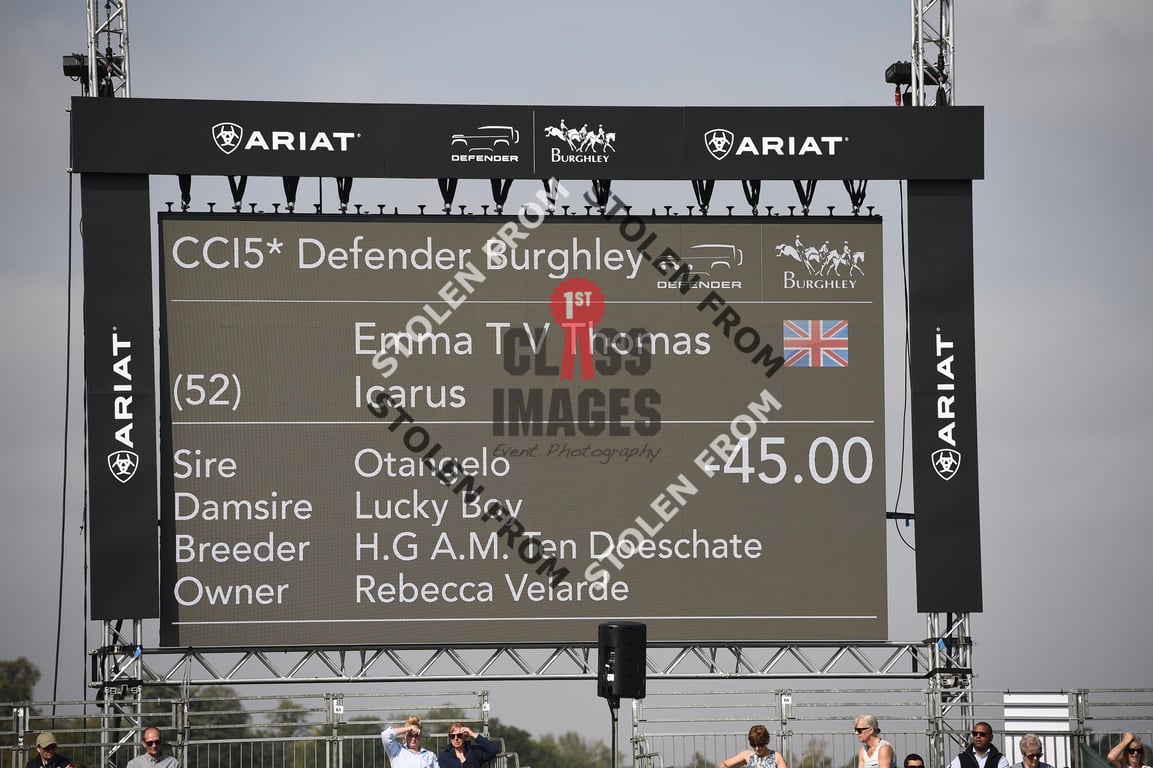 ARIAT DEFENDER BURGHLEY ARIAT
CCI5* Defender Burghley DEFENDER BURGHLEY
Emma T V Thomas
(52) Icarus
Sire Otangelo -45.00
Damsire Lucky Boy
Breeder H.G A.M. Ten Doeschate
Owner Rebecca Velarde
ARIAT
ARIAT
STOLEN FROM
STOLEN FROM
1ST
CLASS
IMAGES
Event Photography
STOLEN FROM
STOLEN FROM